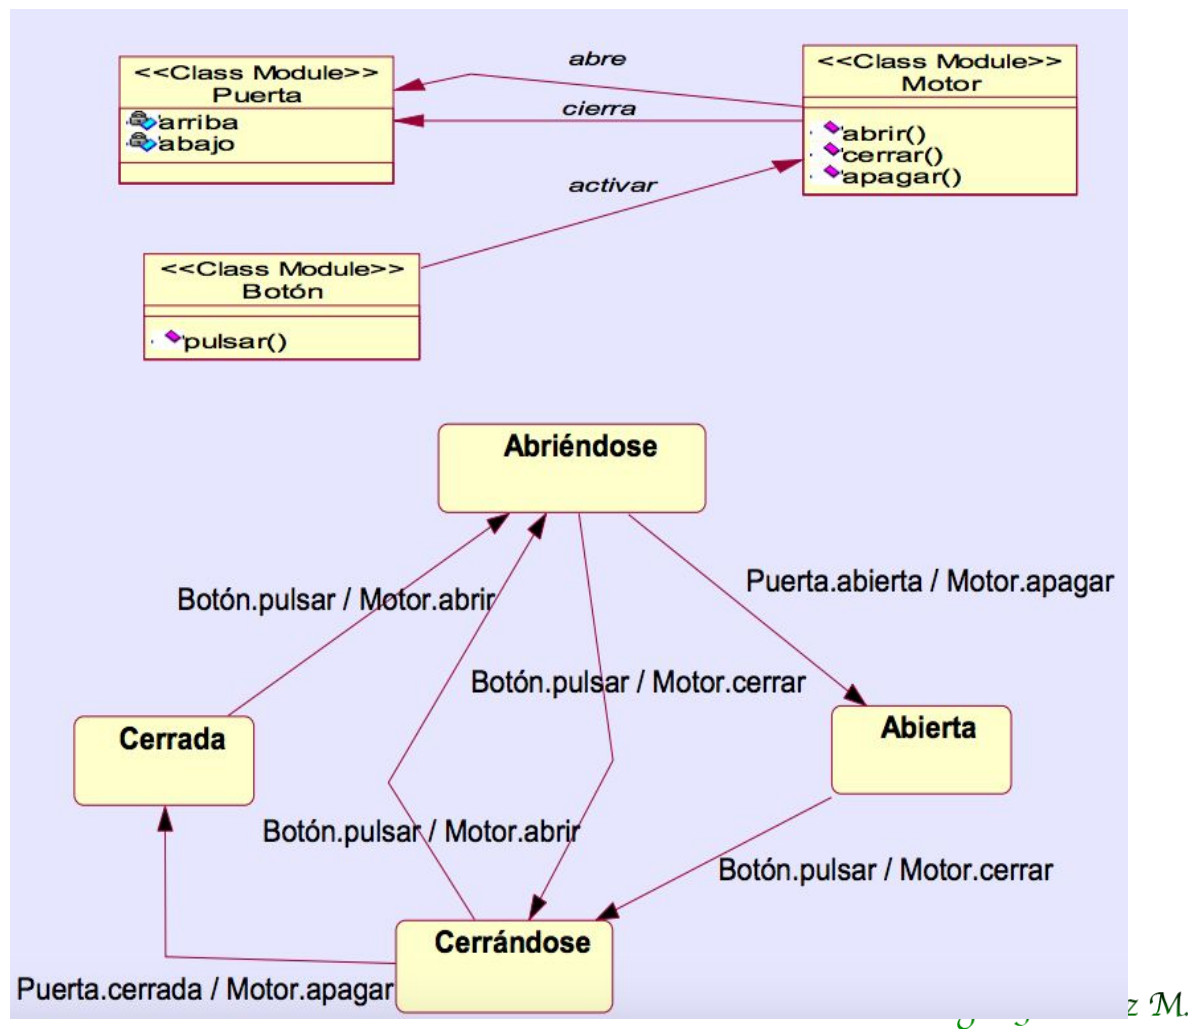 abre
<<Class Module>>
Puerta
arriba
abajo
<<Class Module>>
Motor
abrir()
cerrar()
apagar()
cierra
activar
<<Class Module>>
Botón
pulsar()
Abriéndose
Botón.pulsar / Motor.abrir
Puerta.abierta / Motor.apagar
Botón.pulsar / Motor.cerrar
Cerrada
Abierta
Botón.pulsar / Motor.abrir
Botón.pulsar / Motor.cerrar
Cerrándose
Puerta.cerrada / Motor.apagar
z M.